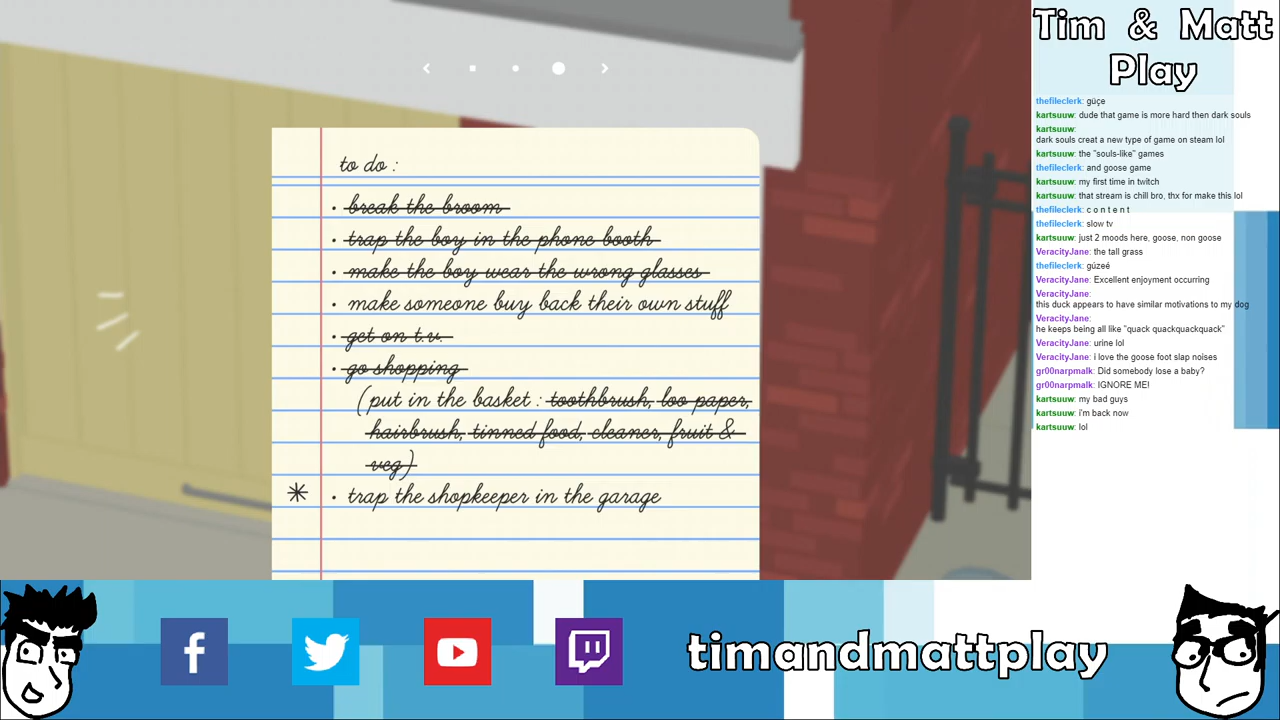 to do :
• break the broom
• trap the boy in the phone booth
• make the boy wear the wrong glasses
• make someone buy back their own stuff
• get on t.v.
• go shopping
(put in the basket : toothbrush, loo paper,
hairbrush, tinned food, cleaner, fruit &
veg)
* • trap the shopkeeper in the garage
Tim & Matt
Play
thefileclerk: güçe
kartsuuw: dude that game is more hard then dark souls
kartsuuw:
dark souls creat a new type of game on steam lol
kartsuuw: the "souls-like" games
thefileclerk: and goose game
kartsuuw: my first time in twitch
kartsuuw: that stream is chill bro, thx for make this lol
thefileclerk: c o n t e n t
thefileclerk: slow tv
kartsuuw: just 2 moods here, goose, non goose
VeracityJane: the tall grass
thefileclerk: gúzeé
VeracityJane: Excellent enjoyment occurring
VeracityJane:
this duck appears to have similar motivations to my dog
VeracityJane:
he keeps being all like "quack quackquackquack"
VeracityJane: urine lol
VeracityJane: i love the goose foot slap noises
gr00narpmalk: Did somebody lose a baby?
gr00narpmalk: IGNORE ME!
kartsuuw: my bad guys
kartsuuw: i'm back now
kartsuuw: lol
timandmattplay